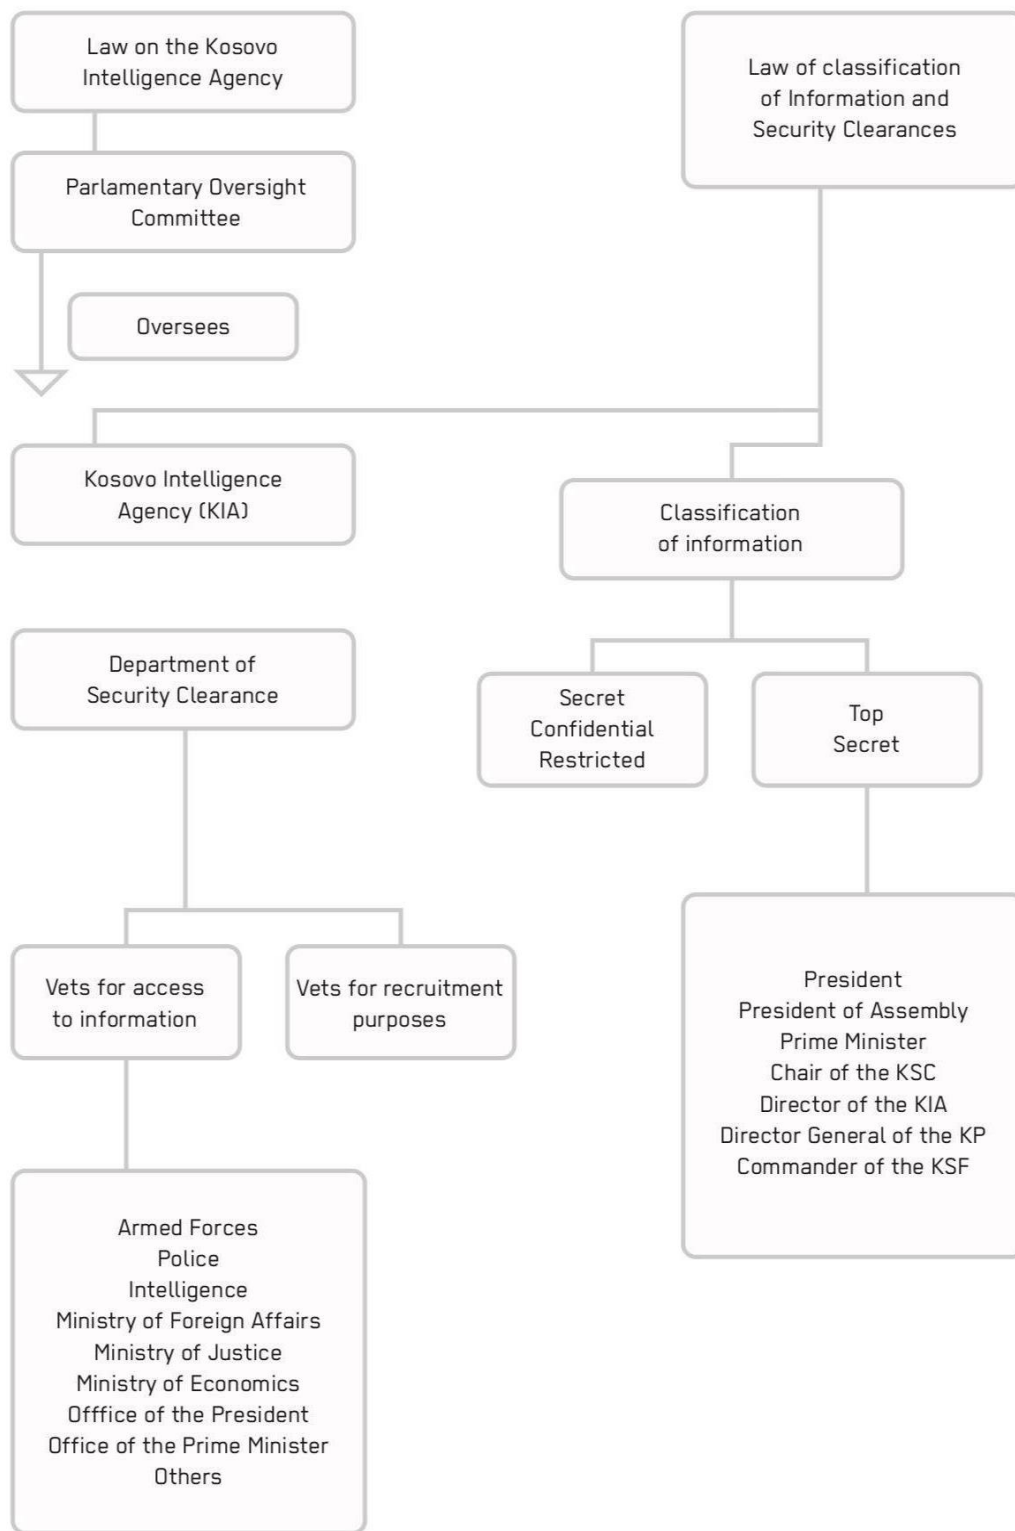 Law on the Kosovo
Intelligence Agency
Law of classification
of Information and
Security Clearances
Parlamentary Oversight
Committee
Oversees
Kosovo Intelligence
Agency (KIA)
Classification
of information
Department of
Security Clearance
Secret
Confidential
Restricted
Top
Secret
Vets for access
to information
Vets for recruitment
purposes
President
President of Assembly
Prime Minister
Chair of the KSC
Director of the KIA
Director General of the KP
Commander of the KSF
Armed Forces
Police
Intelligence
Ministry of Foreign Affairs
Ministry of Justice
Ministry of Economics
Offfice of the President
Office of the Prime Minister
Others